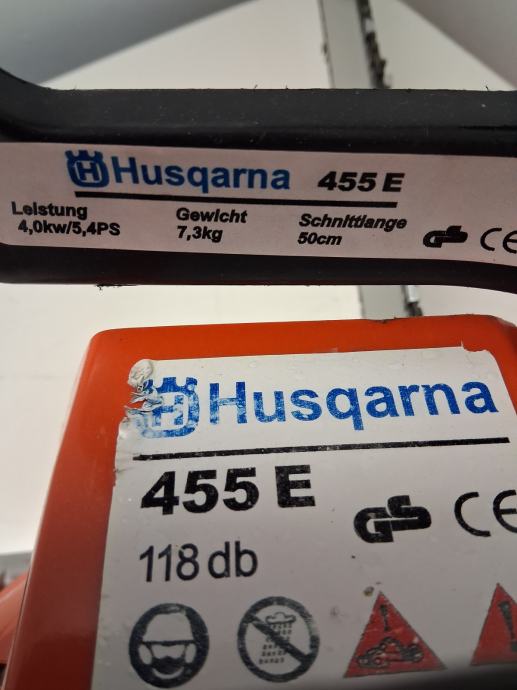 Husqarna 455 E
Leistung Gewicht Schnittlange
4,0kw/5,4PS 7,3kg 50cm
GS CE
Husqarna
455 E
GS CE
118 db